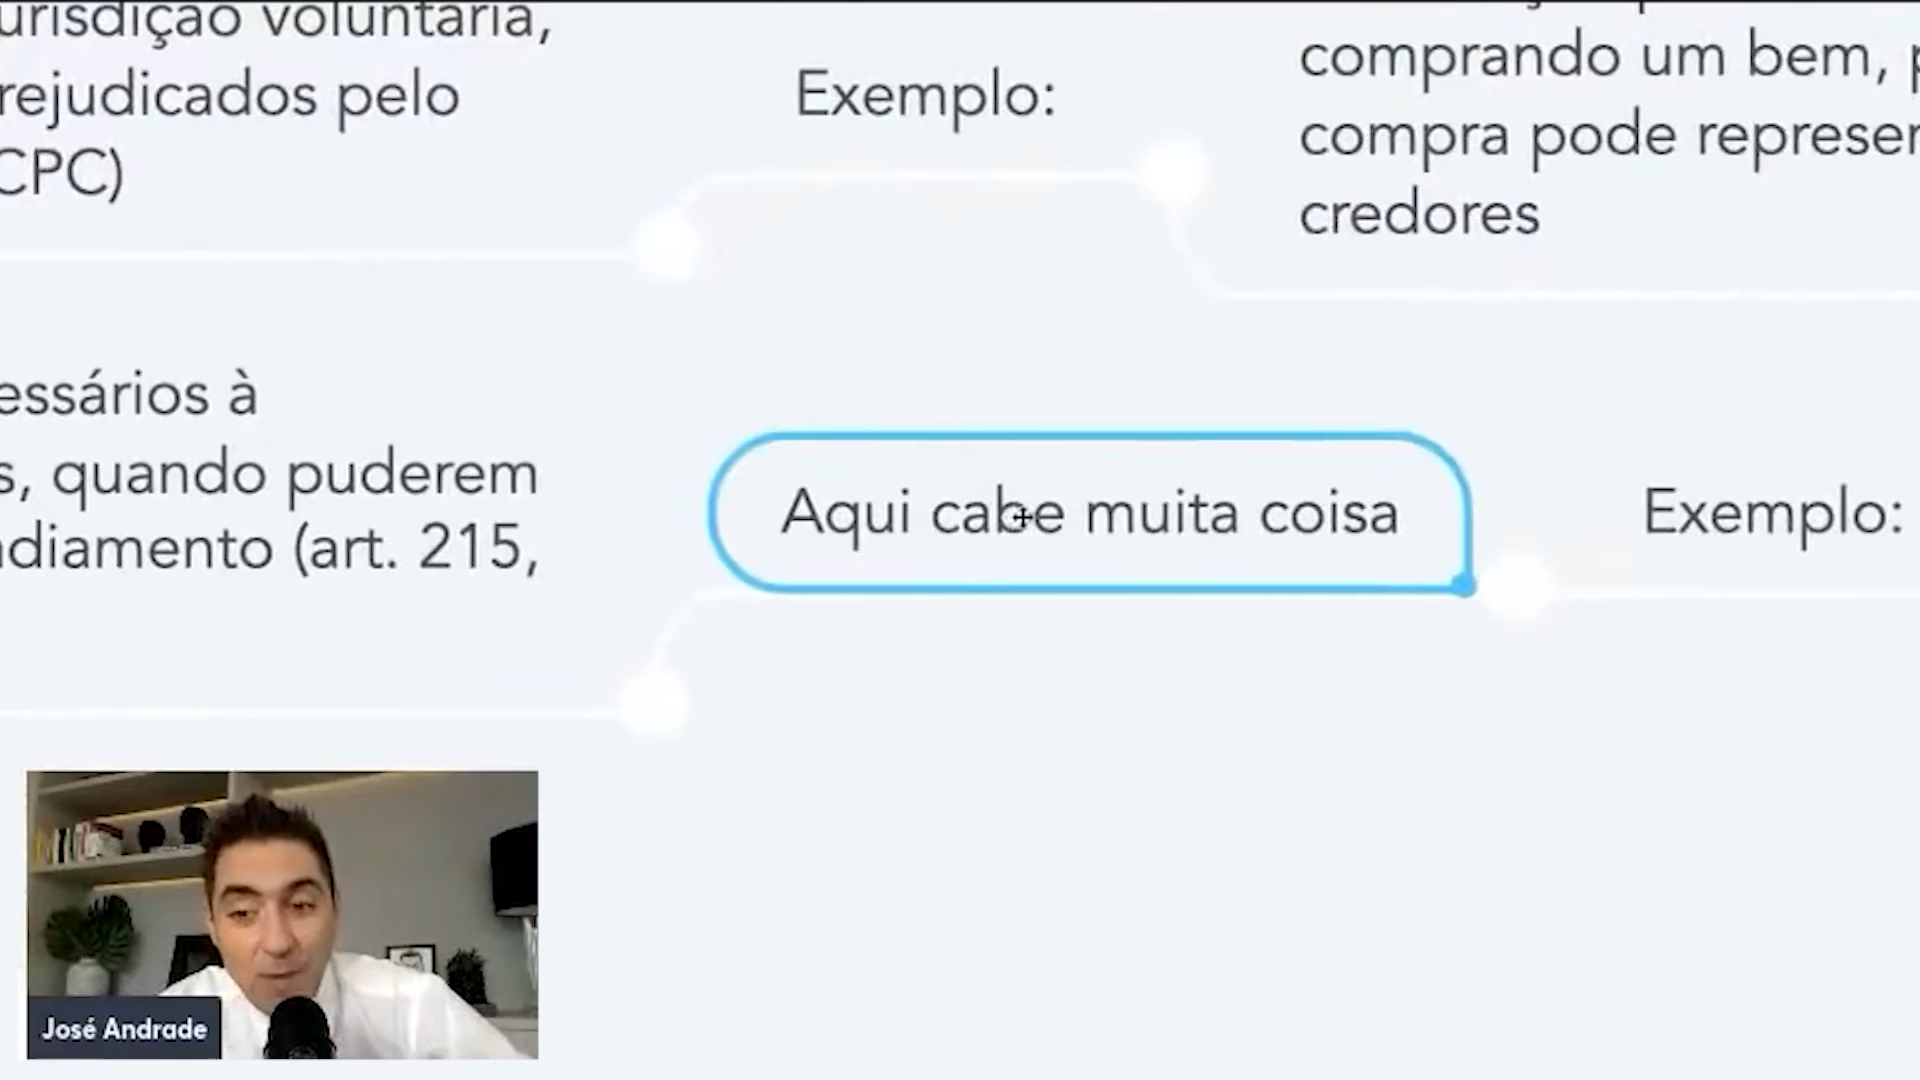 urisdição voluntária,
rejudicados pelo
CPC)
Exemplo:
comprando um bem, p
compra pode represen
credores
essários à
s, quando puderem
diamento (art. 215,
Aqui cabe muita coisa
Exemplo:
José Andrade